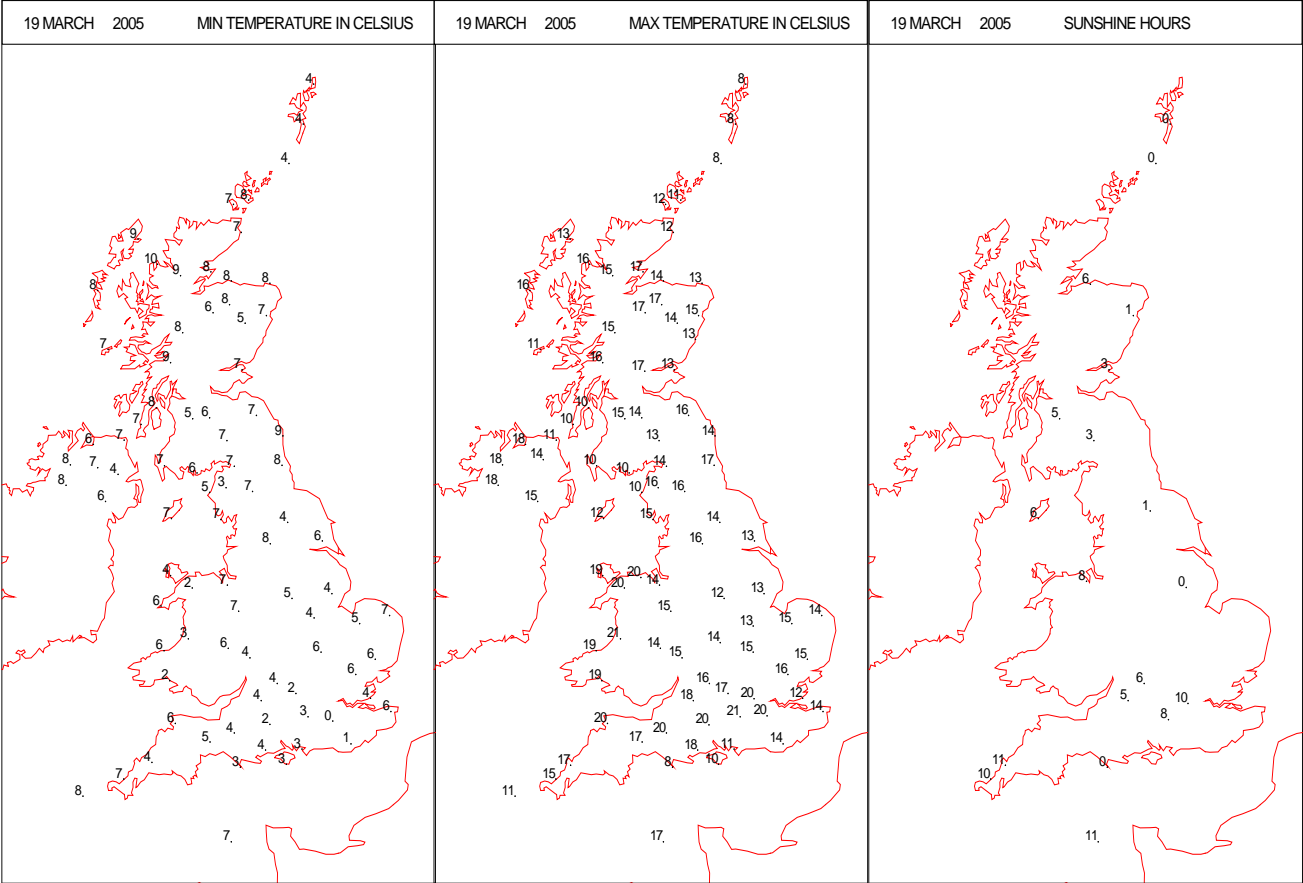 19 MARCH 2005 MIN TEMPERATURE IN CELSIUS
19 MARCH 2005 MAX TEMPERATURE IN CELSIUS
19 MARCH 2005 SUNSHINE HOURS
4.
4.
4.
7. 8.
7.
9.
10.
9. 8.
8. 8. 8.
8.
6. 7.
5.
8.
7.
9. 7.
8.
5. 6. 7.
7.
6. 7. 7. 9.
8. 7. 4. 7. 6. 7. 8.
8. 5. 3. 7.
6.
7. 7. 4.
8. 6.
4. 2. 7.
5. 4.
6. 7. 4. 5. 7.
3.
6. 6. 4. 6. 6.
2. 6.
4. 2. 4.
4. 6.
6. 2. 3. 0.
5. 4.
4. 3. 1.
4. 3. 3.
7.
8.
7.
8.
8.
8.
12. 11.
12.
13.
16.
15. 17.
14. 13.
16.
17. 17. 15.
14.
15. 13.
11.
16. 17. 13.
10.
10. 15. 14. 16.
18. 11. 13. 14.
18. 14. 10. 10. 14. 17.
18. 10. 16. 16.
15.
12. 15. 14.
16. 13.
19. 20. 20. 14.
12. 13.
15. 13. 15. 14.
21.
19. 14. 15. 14. 15. 15.
19. 16.
16. 17. 20. 12.
18. 14.
20. 20. 21. 20.
17. 20.
18. 11. 14.
17. 8. 10.
15.
11.
17.
0.
0.
6.
1.
3.
5.
3.
1.
6.
8. 0.
6.
5. 10.
8.
11. 0.
10.
11.